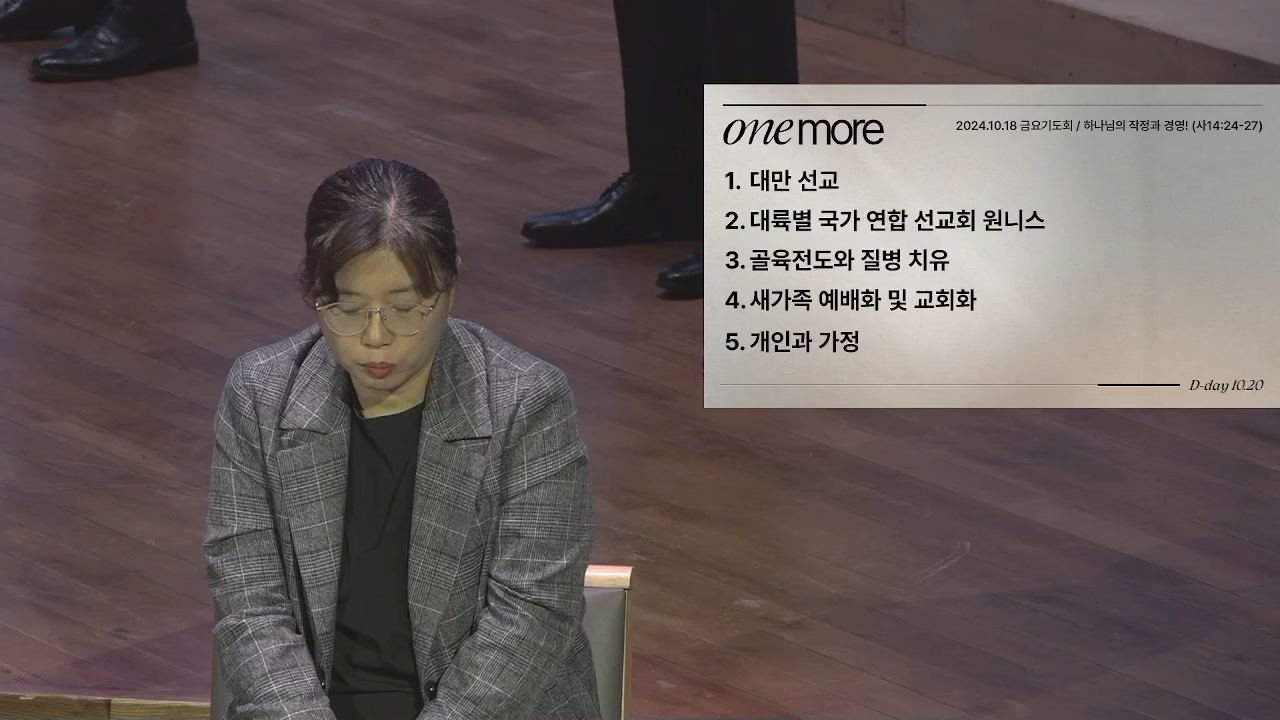 one more
2024.10.18 금요기도회 / 하나님의 작정과 경영! (사14:24-27)
1. 대만 선교
2. 대륙별 국가 연합 선교회 원니스
3. 골육전도와 질병 치유
4. 새가족 예배화 및 교회화
5. 개인과 가정
D-day 10.20